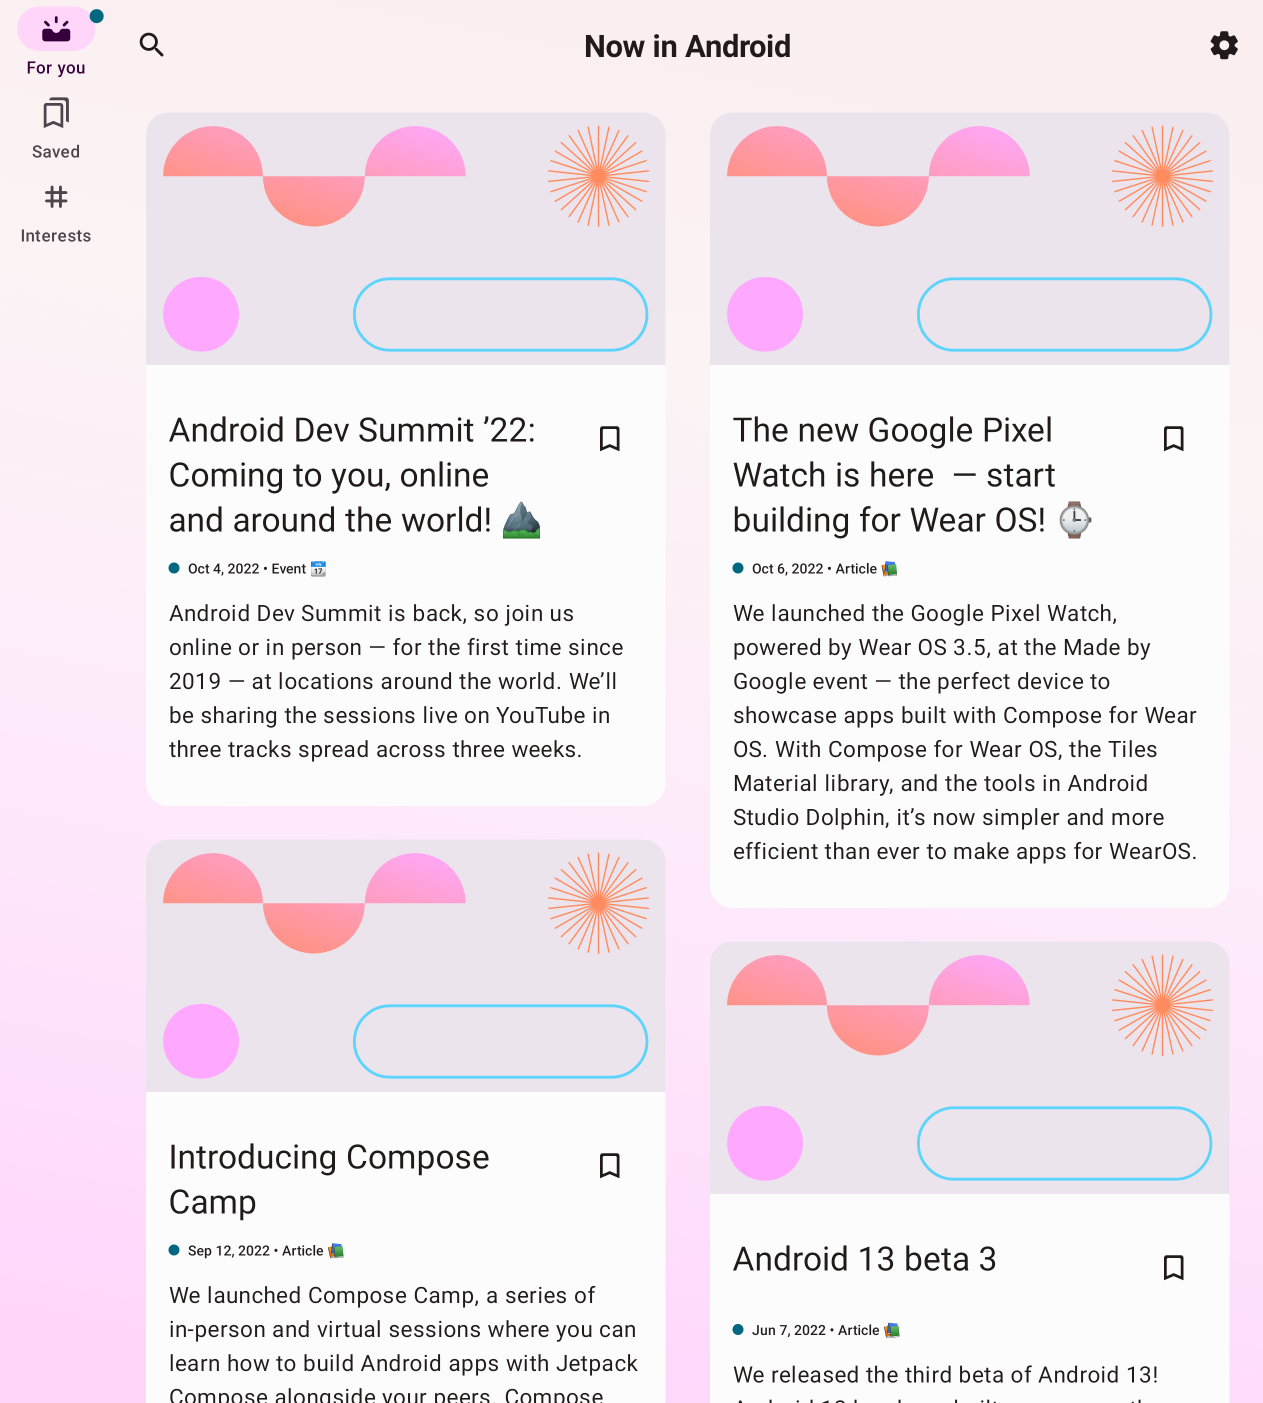 For you
Saved
Interests
Now in Android
Android Dev Summit ’22:
Coming to you, online
and around the world! ⛰️
Oct 4, 2022 • Event 📆
Android Dev Summit is back, so join us
online or in person — for the first time since
2019 — at locations around the world. We’ll
be sharing the sessions live on YouTube in
three tracks spread across three weeks.
The new Google Pixel
Watch is here  — start
building for Wear OS! ⌚
Oct 6, 2022 • Article 📚
We launched the Google Pixel Watch,
powered by Wear OS 3.5, at the Made by
Google event — the perfect device to
showcase apps built with Compose for Wear
OS. With Compose for Wear OS, the Tiles
Material library, and the tools in Android
Studio Dolphin, it’s now simpler and more
efficient than ever to make apps for WearOS.
Introducing Compose
Camp
Sep 12, 2022 • Article 📚
We launched Compose Camp, a series of
in-person and virtual sessions where you can
learn how to build Android apps with Jetpack
Compose alongside your peers. Compose
Android 13 beta 3
Jun 7, 2022 • Article 📚
We released the third beta of Android 13!